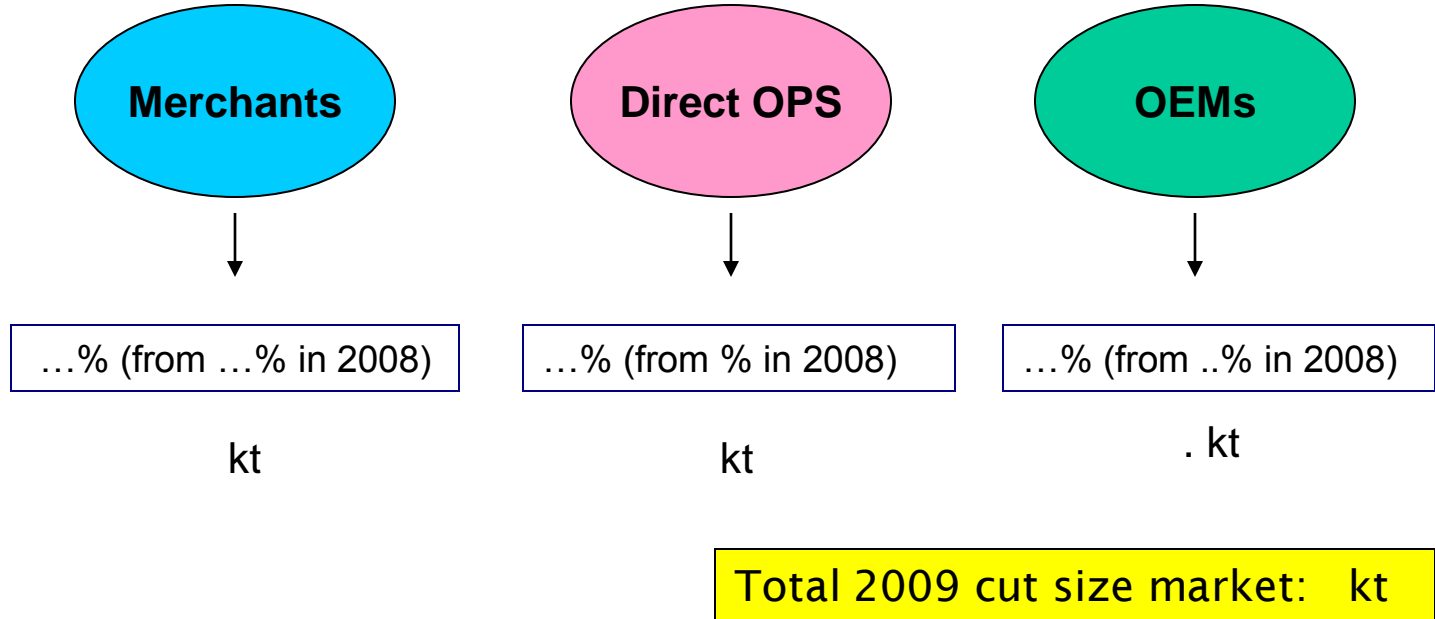 Merchants
Direct OPS
OEMs
…% (from …% in 2008)
…% (from % in 2008)
…% (from ..% in 2008)
kt
kt
. kt
Total 2009 cut size market: kt